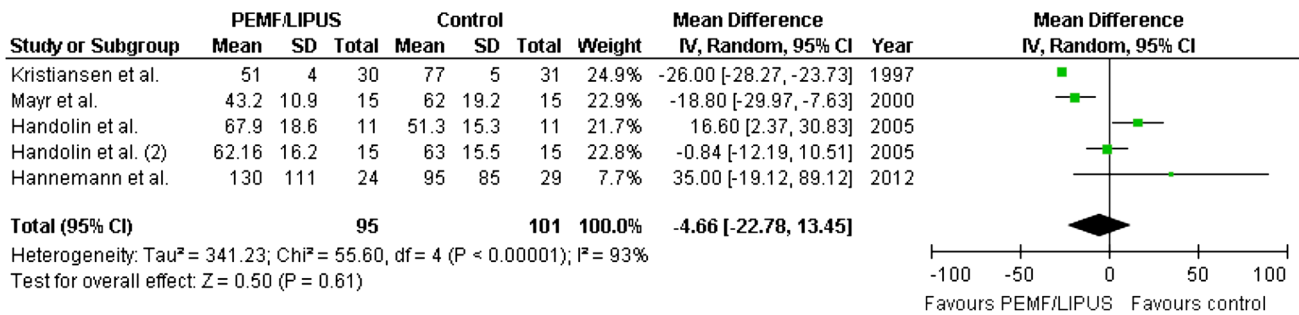 PEMF/LIPUS Control Mean Difference Mean Difference
Study or Subgroup Mean SD Total Mean SD Total Weight IV, Random, 95% CI Year IV, Random, 95% CI
Kristiansen et al. 51 4 30 77 5 31 24.9% -26.00 [-28.27, -23.73] 1997
Mayr et al. 43.2 10.9 15 62 19.2 15 22.9% -18.80 [-29.97, -7.63] 2000
Handolin et al. 67.9 18.6 11 51.3 15.3 11 21.7% 16.60 [2.37, 30.83] 2005
Handolin et al. (2) 62.16 16.2 15 63 15.5 15 22.8% -0.84 [-12.19, 10.51] 2005
Hannemann et al. 130 111 24 95 85 29 7.7% 35.00 [-19.12, 89.12] 2012
Total (95% CI) 95 101 100.0% -4.66 [-22.78, 13.45]
Heterogeneity: Tau² = 341.23; Chi² = 55.60, df = 4 (P < 0.00001); I² = 93%
Test for overall effect: Z = 0.50 (P = 0.61)
-100 -50 0 50 100
Favours PEMF/LIPUS Favours control